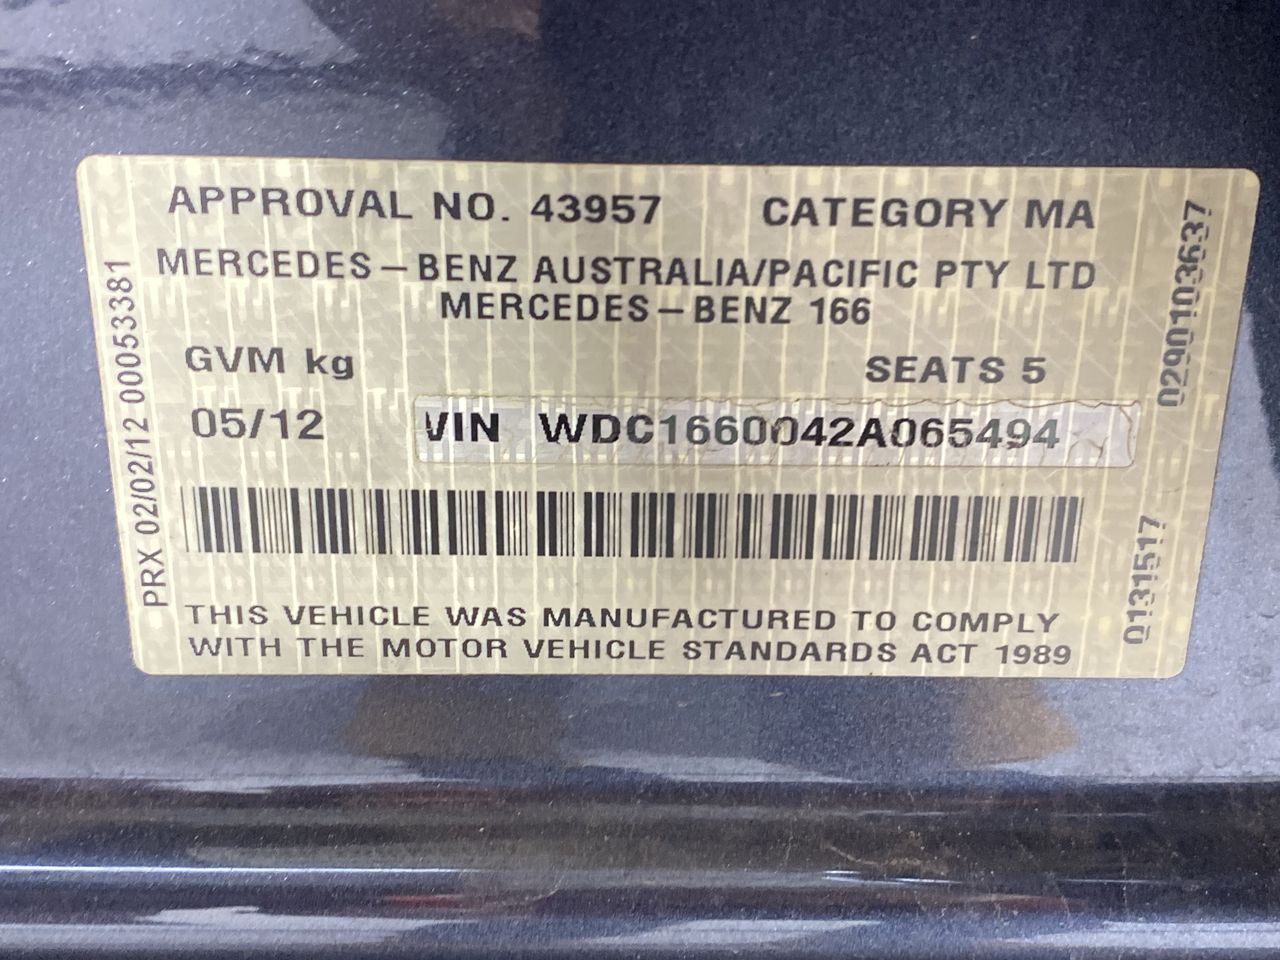 APPROVAL NO. 43957 CATEGORY MA
MERCEDES-BENZ AUSTRALIA/PACIFIC PTY LTD
MERCEDES-BENZ 166
GVM kg SEATS 5
05/12 VIN WDC1660042A065494
THIS VEHICLE WAS MANUFACTURED TO COMPLY
WITH THE MOTOR VEHICLE STANDARDS ACT 1989
PRX 02/02/12 00053381
0290103637
0131517